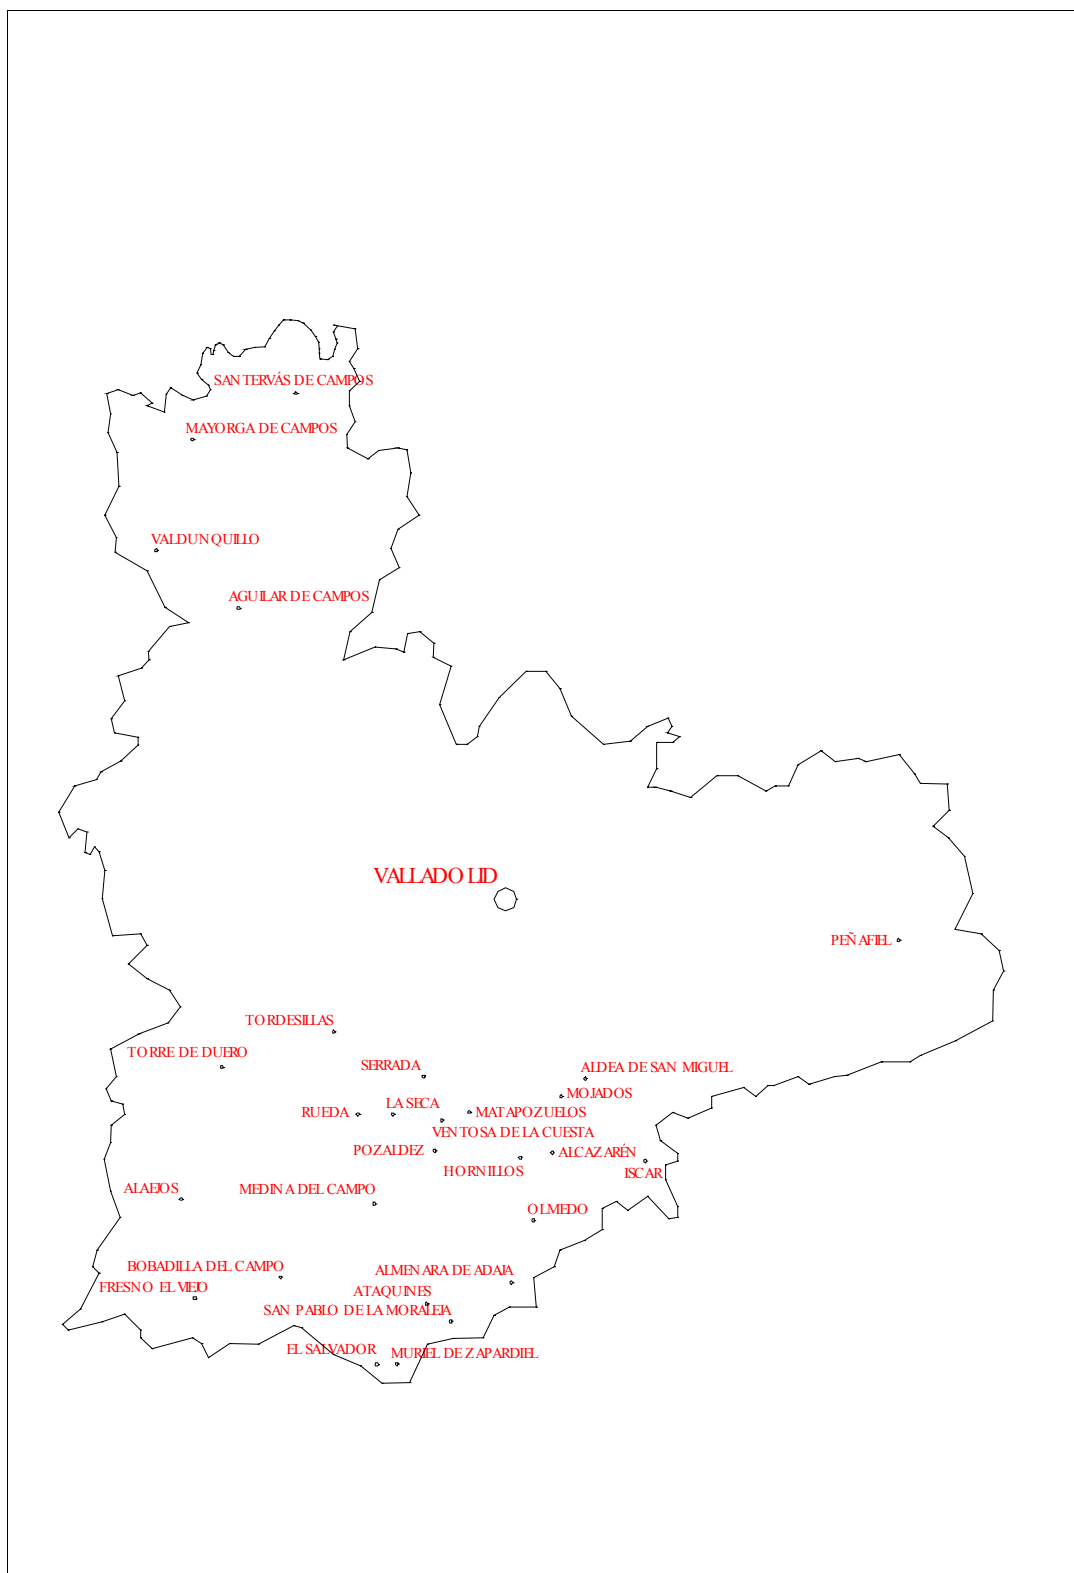 SAN TERVÁS DE CAMPOS
MAYORGA DE CAMPOS
VALDUNQUILLO
AGUILAR DE CAMPOS
VALLADOLID
PEÑAFIEL
TORDESILLAS
TORRE DE DUERO
SERRADA
ALDEA DE SAN MIGUEL
MOJADOS
RUEDA
LA SECA
MATAPOZUELOS
VENTOSA DE LA CUESTA
POZALDEZ
ALCAZARÉN
HORNILLOS
ISCAR
ALAEJOS
MEDINA DEL CAMPO
OLMEDO
BOBADILLA DEL CAMPO
ALMENARA DE ADAJA
FRESNO EL VIEJO
ATAQUINES
SAN PABLO DE LA MORALEJA
EL SALVADOR
MURIEL DE ZAPARDIEL